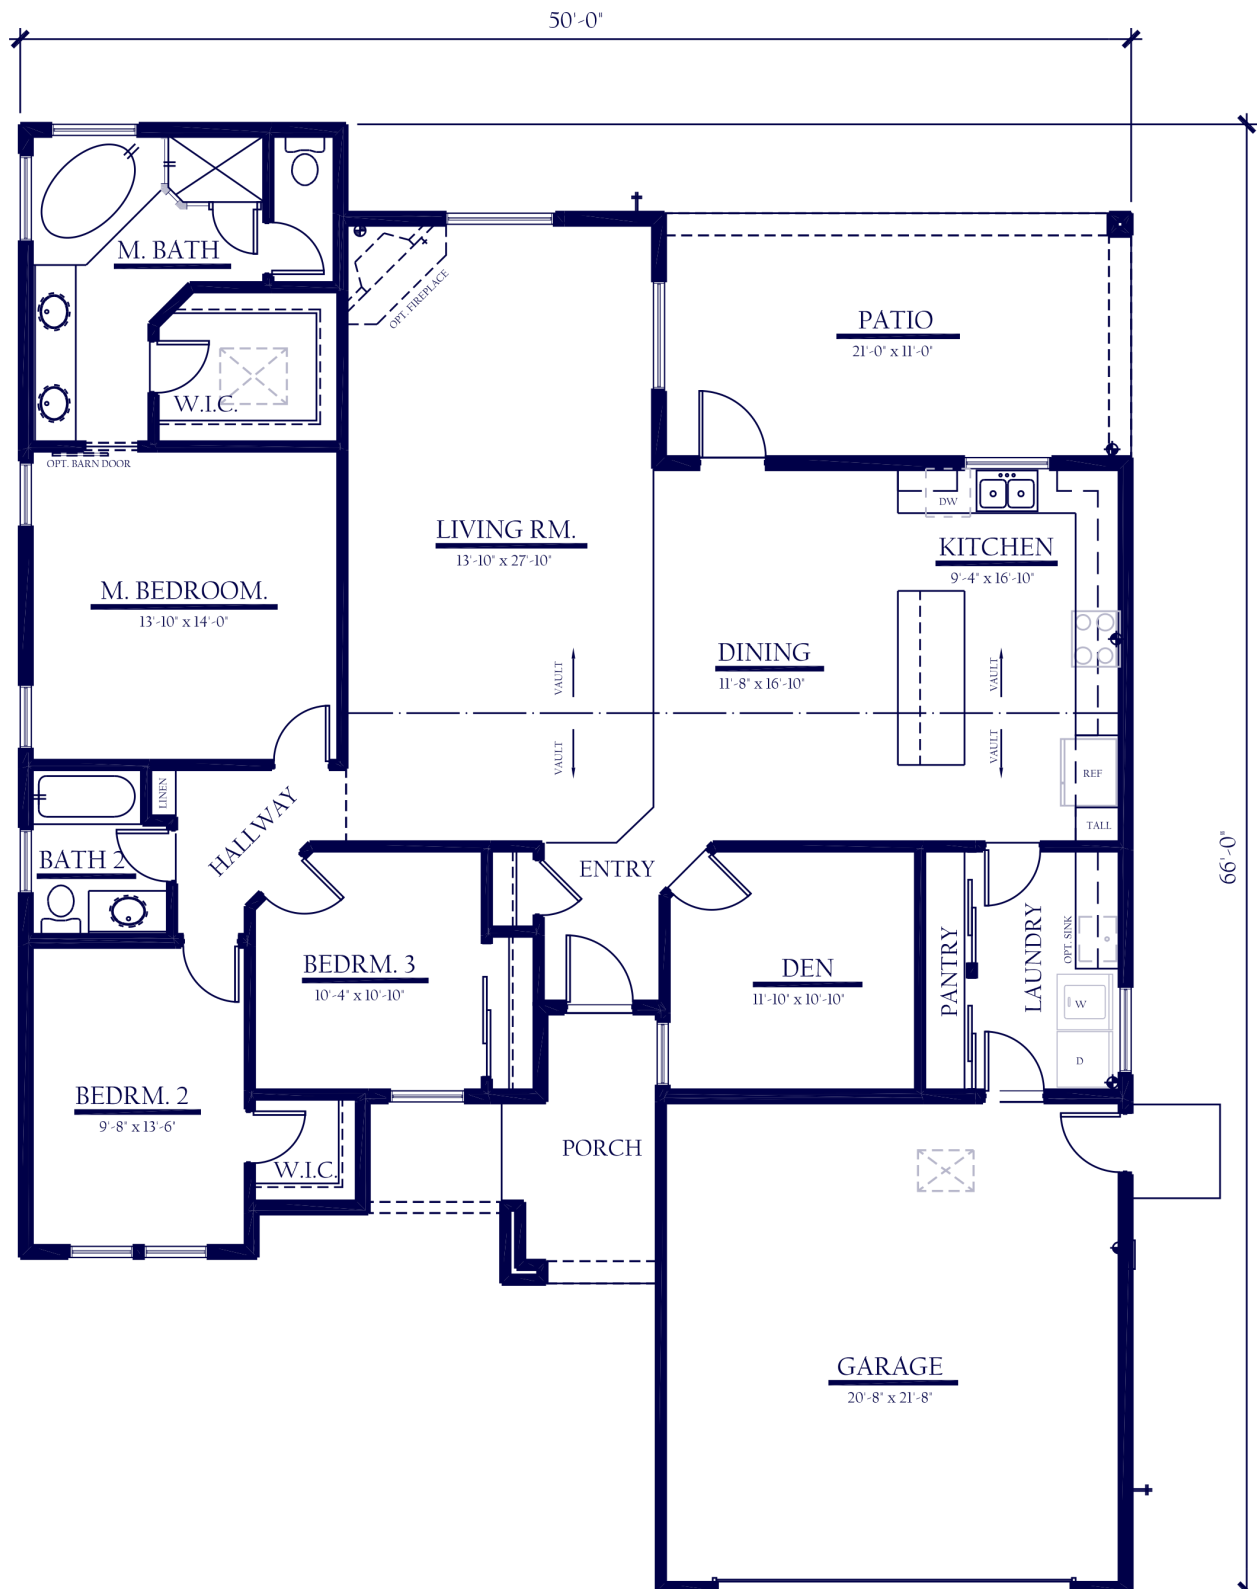 50'-0"
M. BATH
OPT. FIREPLACE
PATIO
21'-0" x 11'-0"
W.I.C.
OPT. BARN DOOR
DW
LIVING RM.
13'-10" x 27'-10"
KITCHEN
9'-4" x 16'-10"
M. BEDROOM.
13'-10" x 14'-0"
DINING
11'-8" x 16'-10"
VAULT
VAULT
VAULT
VAULT
REF
LINEN
TALL
HALLWAY
BATH 2
ENTRY
66'-0"
BEDRM. 3
10'-4" x 10'-10"
DEN
11'-10" x 10'-10"
PANTRY
LAUNDRY
OPT. SINK
W
D
BEDRM. 2
9'-8" x 13'-6"
W.I.C.
PORCH
GARAGE
20'-8" x 21'-8"